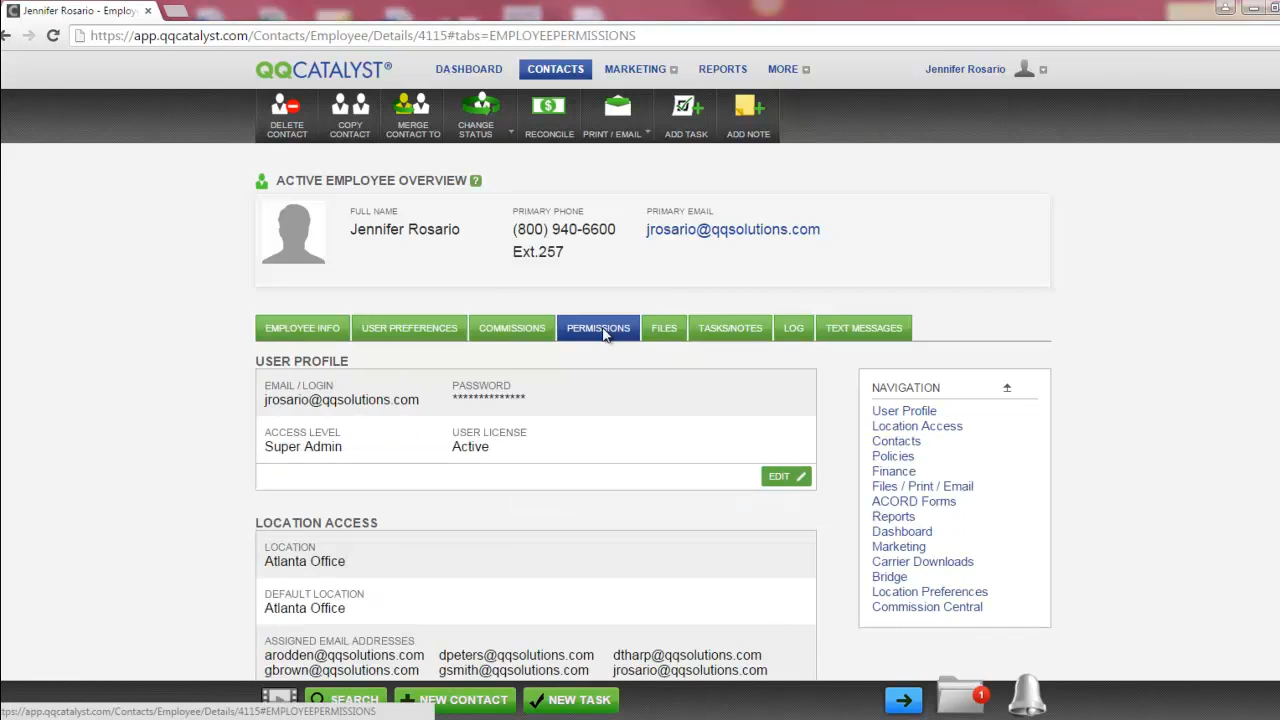 Jennifer Rosario - Employ
https://app.qqcatalyst.com/Contacts/Employee/Details/4115#tabs=EMPLOYEEPERMISSIONS
QQCATALYST® DASHBOARD CONTACTS MARKETING REPORTS MORE Jennifer Rosario
DELETE CONTACT
COPY CONTACT
MERGE CONTACT TO
CHANGE STATUS
RECONCILE
PRINT / EMAIL
ADD TASK
ADD NOTE
ACTIVE EMPLOYEE OVERVIEW ?
FULL NAME PRIMARY PHONE PRIMARY EMAIL
Jennifer Rosario (800) 940-6600 jrosario@qqsolutions.com
Ext.257
EMPLOYEE INFO USER PREFERENCES COMMISSIONS PERMISSIONS FILES TASKS/NOTES LOG TEXT MESSAGES
USER PROFILE
EMAIL / LOGIN PASSWORD
jrosario@qqsolutions.com **************
ACCESS LEVEL USER LICENSE
Super Admin Active
EDIT
LOCATION ACCESS
LOCATION
Atlanta Office
DEFAULT LOCATION
Atlanta Office
ASSIGNED EMAIL ADDRESSES
arodden@qqsolutions.com dpeters@qqsolutions.com dtharp@qqsolutions.com
gbrown@qqsolutions.com gsmith@qqsolutions.com jrosario@qqsolutions.com
NAVIGATION
User Profile
Location Access
Contacts
Policies
Finance
Files / Print / Email
ACORD Forms
Reports
Dashboard
Marketing
Carrier Downloads
Bridge
Location Preferences
Commission Central
SEARCH NEW CONTACT NEW TASK 1
ttps://app.qqcatalyst.com/Contacts/Employee/Details/4115#EMPLOYEEPERMISSIONS